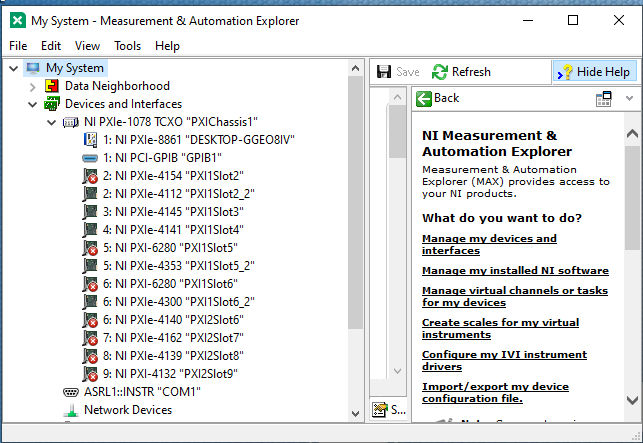 My System - Measurement & Automation Explorer
File Edit View Tools Help
My System
Data Neighborhood
Devices and Interfaces
NI PXIe-1078 TCXO "PXIChassis1"
1: NI PXIe-8861 "DESKTOP-GGEO8IV"
1: NI PCI-GPIB "GPIB1"
2: NI PXIe-4154 "PXI1Slot2"
2: NI PXIe-4112 "PXI1Slot2_2"
3: NI PXIe-4145 "PXI1Slot3"
4: NI PXIe-4141 "PXI1Slot4"
5: NI PXI-6280 "PXI1Slot5"
5: NI PXIe-4353 "PXI1Slot5_2"
6: NI PXI-6280 "PXI1Slot6"
6: NI PXIe-4300 "PXI1Slot6_2"
6: NI PXIe-4140 "PXI2Slot6"
7: NI PXIe-4162 "PXI2Slot7"
8: NI PXIe-4139 "PXI2Slot8"
9: NI PXI-4132 "PXI2Slot9"
ASRL1::INSTR "COM1"
Network Devices
Save Refresh Hide Help
S...
Back
NI Measurement &
Automation Explorer
Measurement & Automation
Explorer (MAX) provides access to
your NI products.
What do you want to do?
Manage my devices and
interfaces
Manage my installed NI software
Manage virtual channels or tasks
for my devices
Create scales for my virtual
instruments
Configure my IVI instrument
drivers
Import/export my device
configuration file.